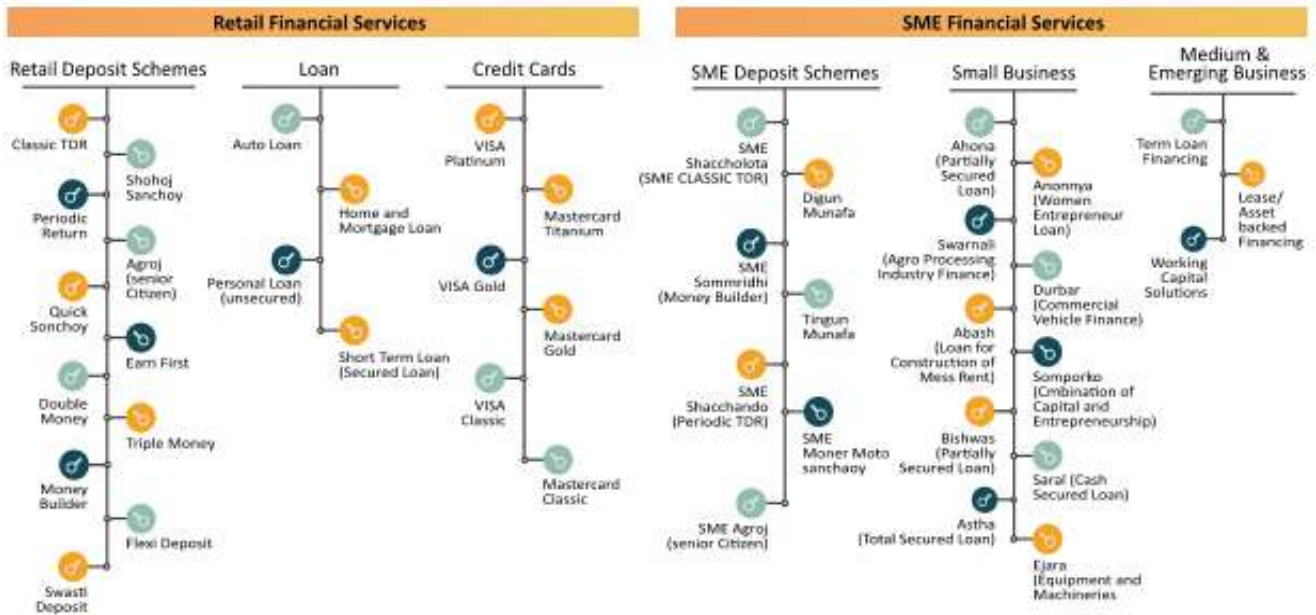 Retail Financial Services
Retail Deposit Schemes
Classic TDR
Shohoj
Sanchoy
Periodic
Return
Agroj
(senior
Citizen)
Quick
Sonchoy
Earn First
Double
Money
Triple Money
Money
Builder
Flexi Deposit
Swasti
Deposit
Loan
Auto Loan
Home and
Mortgage Loan
Personal Loan
(unsecured)
Short Term Loan
(Secured Loan)
Credit Cards
VISA
Platinum
Mastercard
Titanium
VISA Gold
Mastercard
Gold
VISA
Classic
Mastercard
Classic
SME Financial Services
SME Deposit Schemes
SME
Shaccholota
(SME CLASSIC TDR)
Digun
Munafa
SME
Sommridhi
(Money Builder)
Tingun
Munafa
SME
Shacchando
(Periodic TDR)
SME
Moner Moto
sanchaoy
SME Agroj
(senior Citizen)
Small Business
Ahona
(Partially
Secured
Loan)
Anonnya
(Women
Entrepreneur
Loan)
Swarnali
(Agro Processing
Industry Finance)
Durbar
(Commercial
Vehicle Finance)
Abash
(Loan for
Construction of
Mess Rent)
Somporko
(Cmbination of
Capital and
Entrepreneurship)
Bishwas
(Partially
Secured Loan)
Saral (Cash
Secured Loan)
Astha
(Total Secured Loan)
Ejara
(Equipment and
Machineries
Medium &
Emerging Business
Term Loan
Financing
Lease/
Asset
backed
Financing
Working
Capital
Solutions